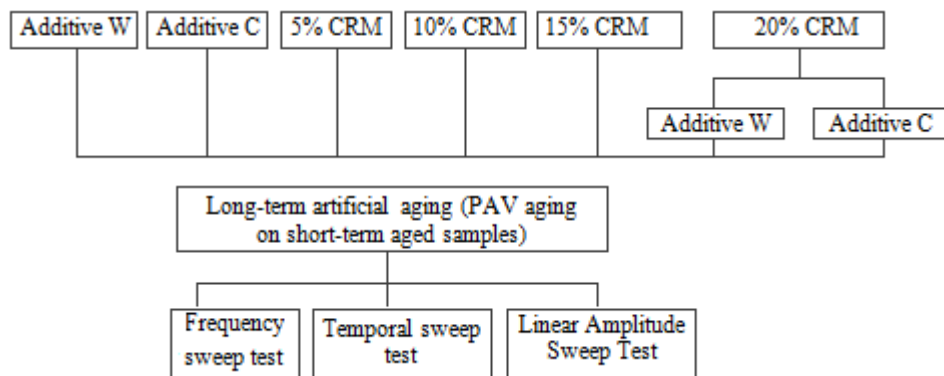 Additive W
Additive C
5% CRM
10% CRM
15% CRM
20% CRM
Additive W
Additive C
Long-term artificial aging (PAV aging
on short-term aged samples)
Frequency
sweep test
Temporal sweep
test
Linear Amplitude
Sweep Test